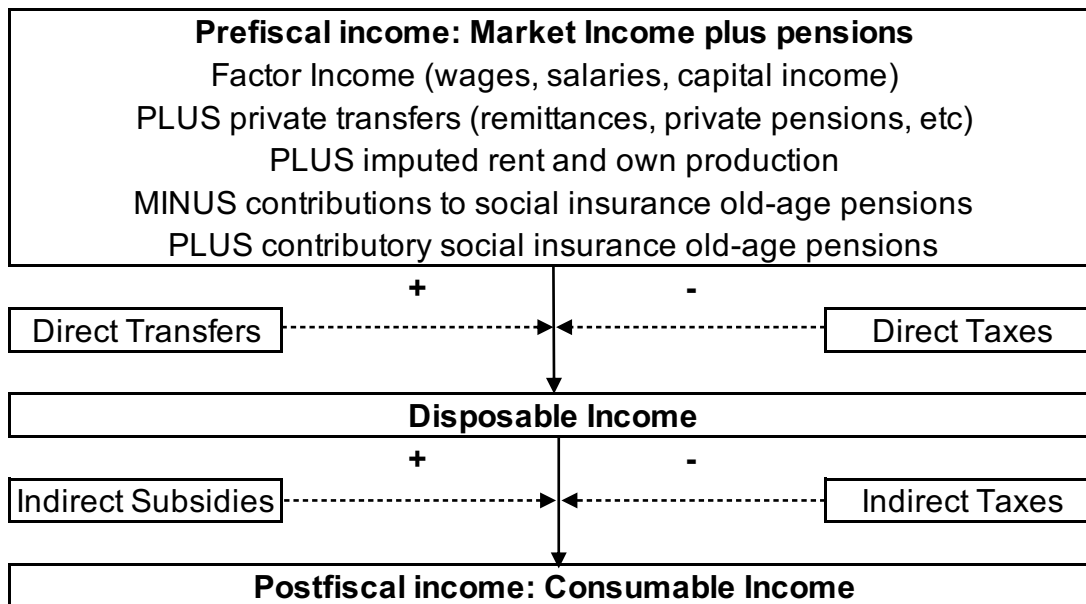 Prefiscal income: Market Income plus pensions
Factor Income (wages, salaries, capital income)
PLUS private transfers (remittances, private pensions, etc)
PLUS imputed rent and own production
MINUS contributions to social insurance old-age pensions
PLUS contributory social insurance old-age pensions
+ -
Direct Transfers Direct Taxes
Disposable Income
+ -
Indirect Subsidies Indirect Taxes
Postfiscal income: Consumable Income